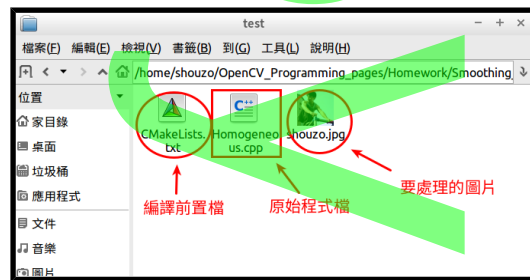 test
檔案(F) 編輯(E) 檢視(V) 書籤(B) 到(G) 工具(L) 說明(H)
/home/shouzo/OpenCV_Programming_pages/Homework/Smoothing_
位置
家目錄
桌面
垃圾桶
應用程式
文件
音樂
圖片
CMakeLists.
txt
Homogeneo
us.cpp
shouzo.jpg
編譯前置檔
原始程式檔
要處理的圖片